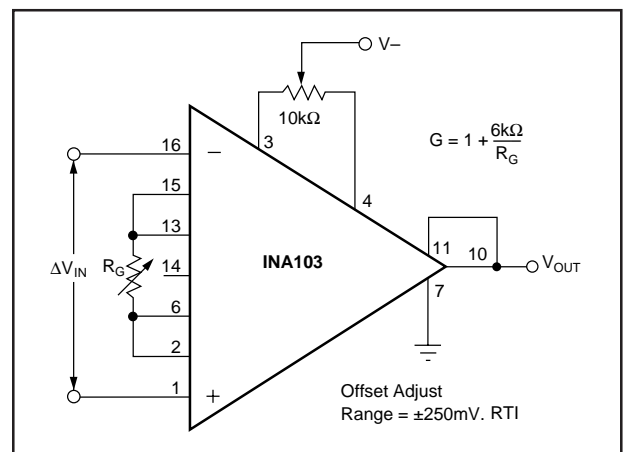 V–
10kΩ
3
4
G = 1 + 6kΩ / R_G
16
–
15
13
ΔV_IN
R_G
14
INA103
6
2
1
+
11
10
V_OUT
7
Offset Adjust
Range = ±250mV. RTI